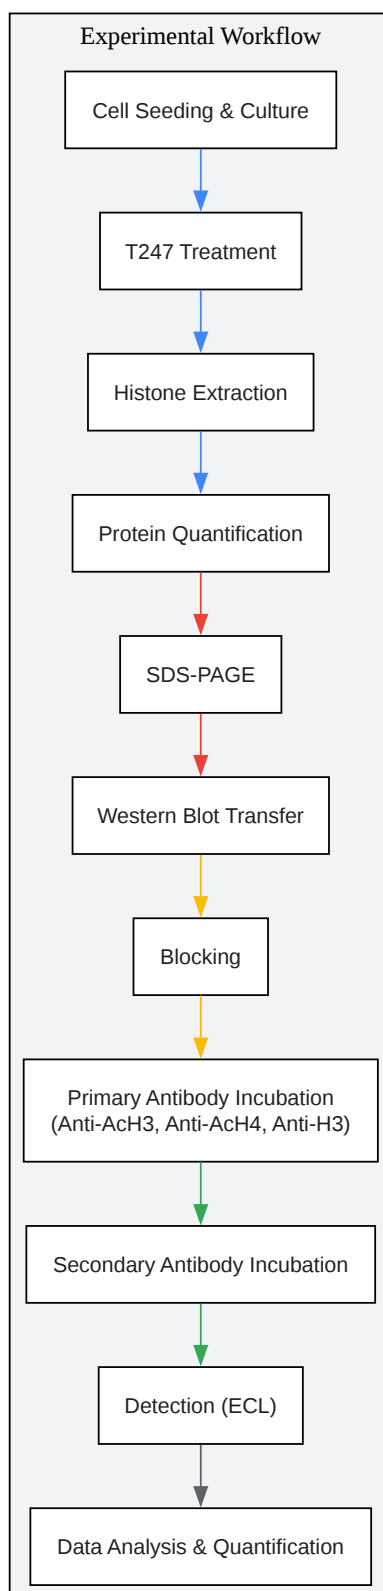 Experimental Workflow
Cell Seeding & Culture
T247 Treatment
Histone Extraction
Protein Quantification
SDS-PAGE
Western Blot Transfer
Blocking
Primary Antibody Incubation
(Anti-AcH3, Anti-AcH4, Anti-H3)
Secondary Antibody Incubation
Detection (ECL)
Data Analysis & Quantification